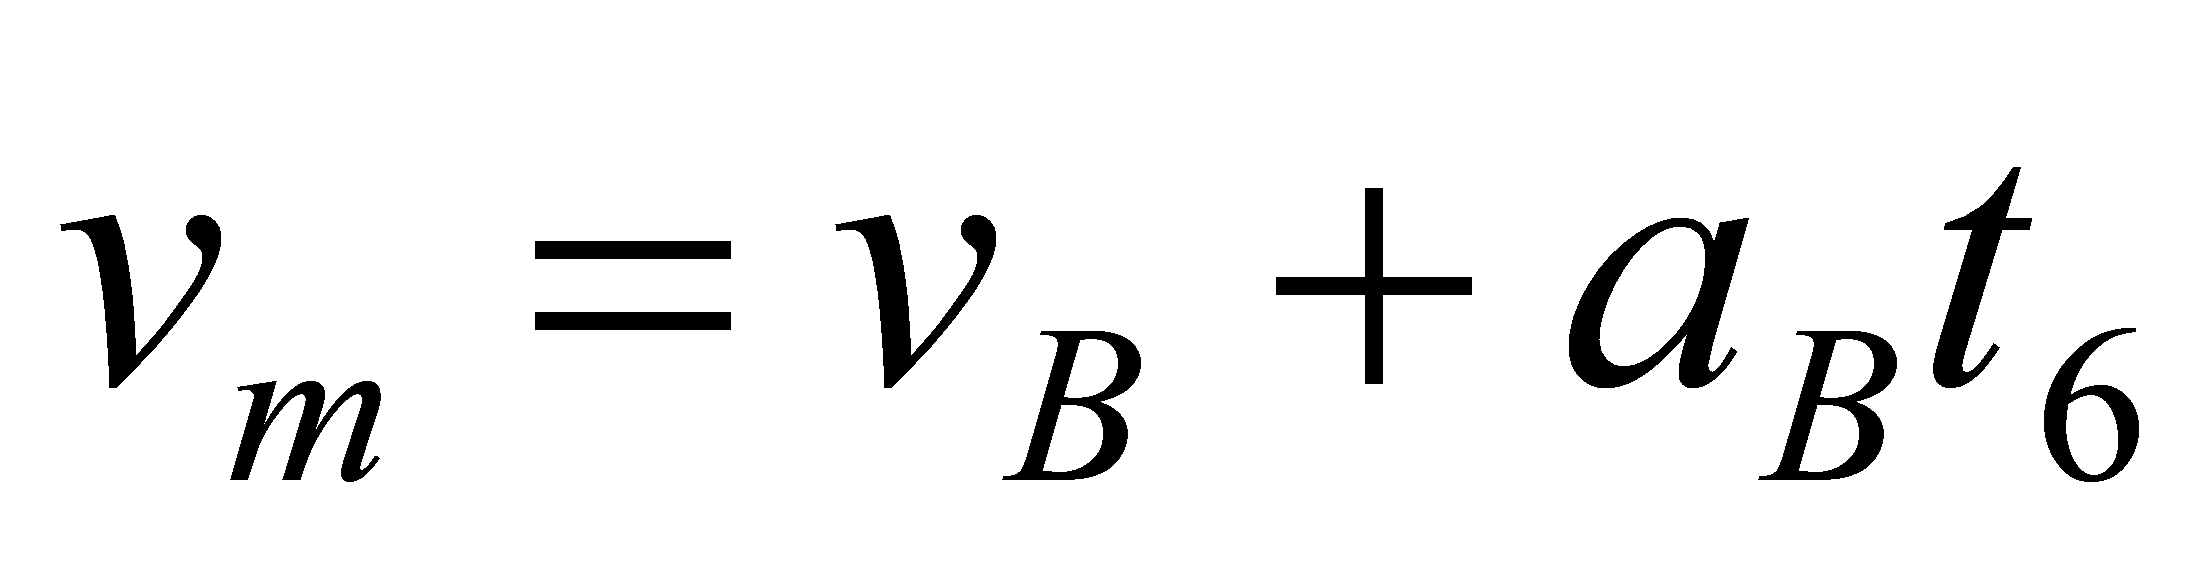 v_m = v_B + a_B t_6